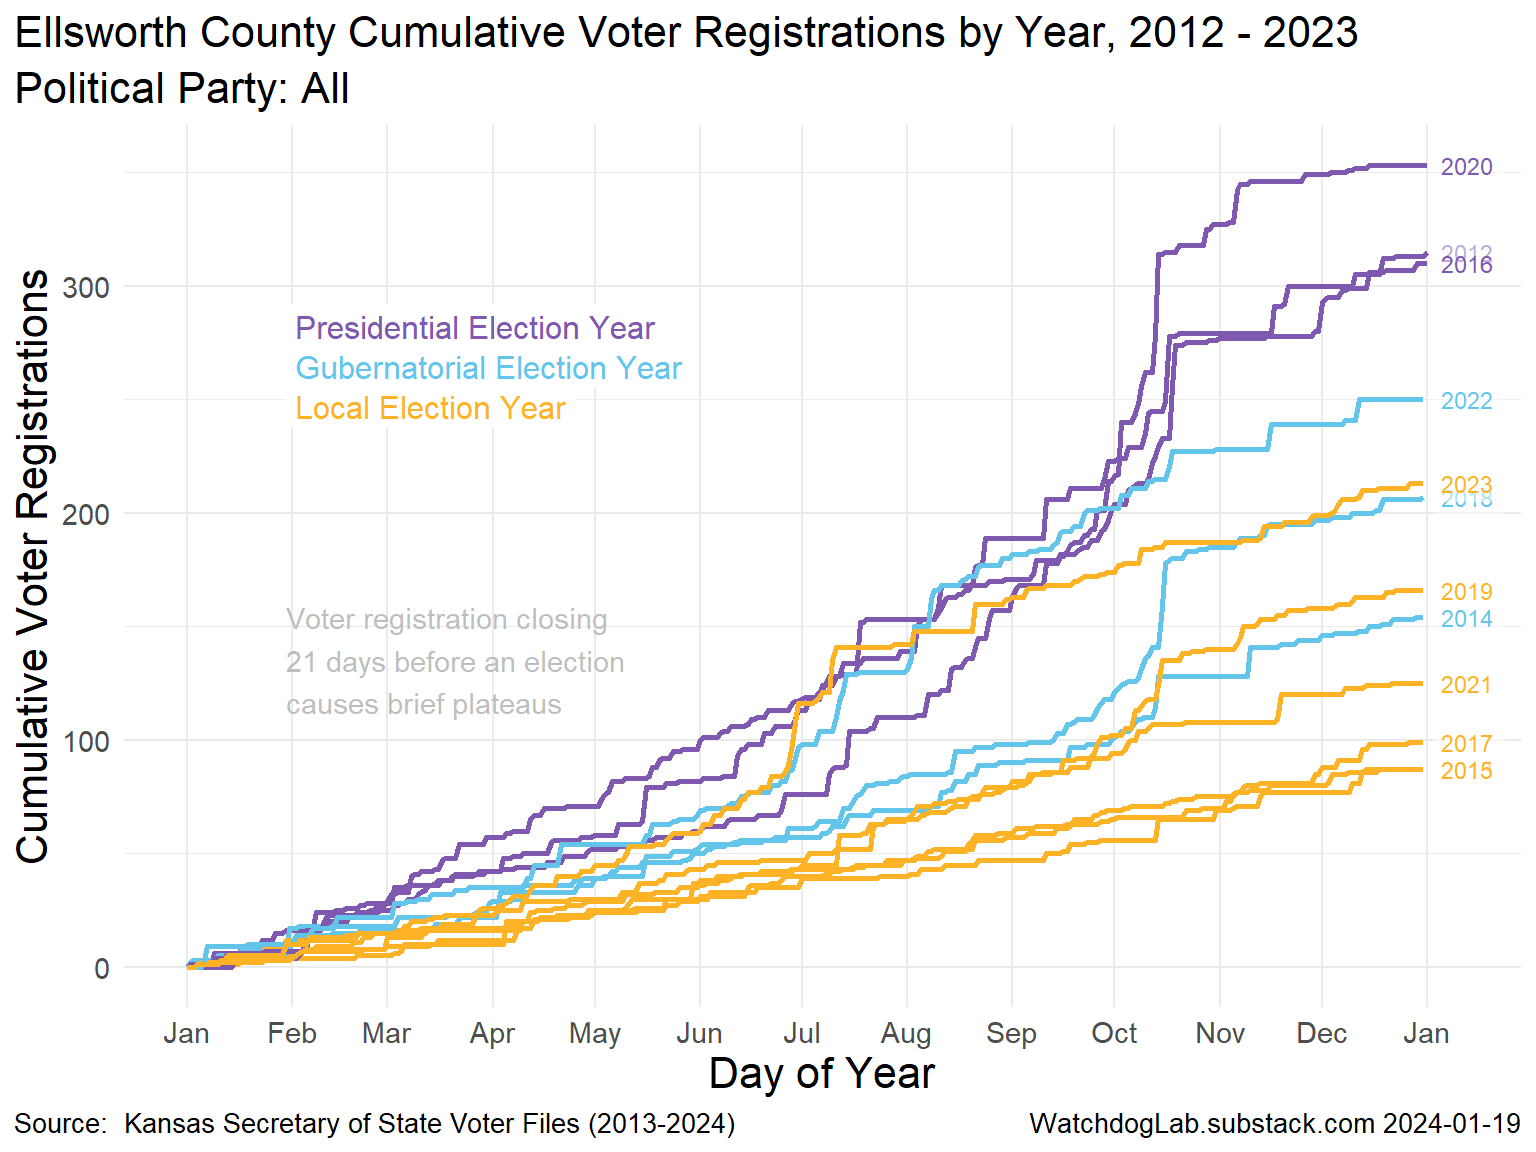 Ellsworth County Cumulative Voter Registrations by Year, 2012 - 2023
Political Party: All
Cumulative Voter Registrations
300
200
100
0
Presidential Election Year
Gubernatorial Election Year
Local Election Year
Voter registration closing
21 days before an election
causes brief plateaus
2020
2012
2016
2022
2023
2018
2019
2014
2021
2017
2015
Jan Feb Mar Apr May Jun Jul Aug Sep Oct Nov Dec Jan
Day of Year
Source:  Kansas Secretary of State Voter Files (2013-2024)
WatchdogLab.substack.com 2024-01-19